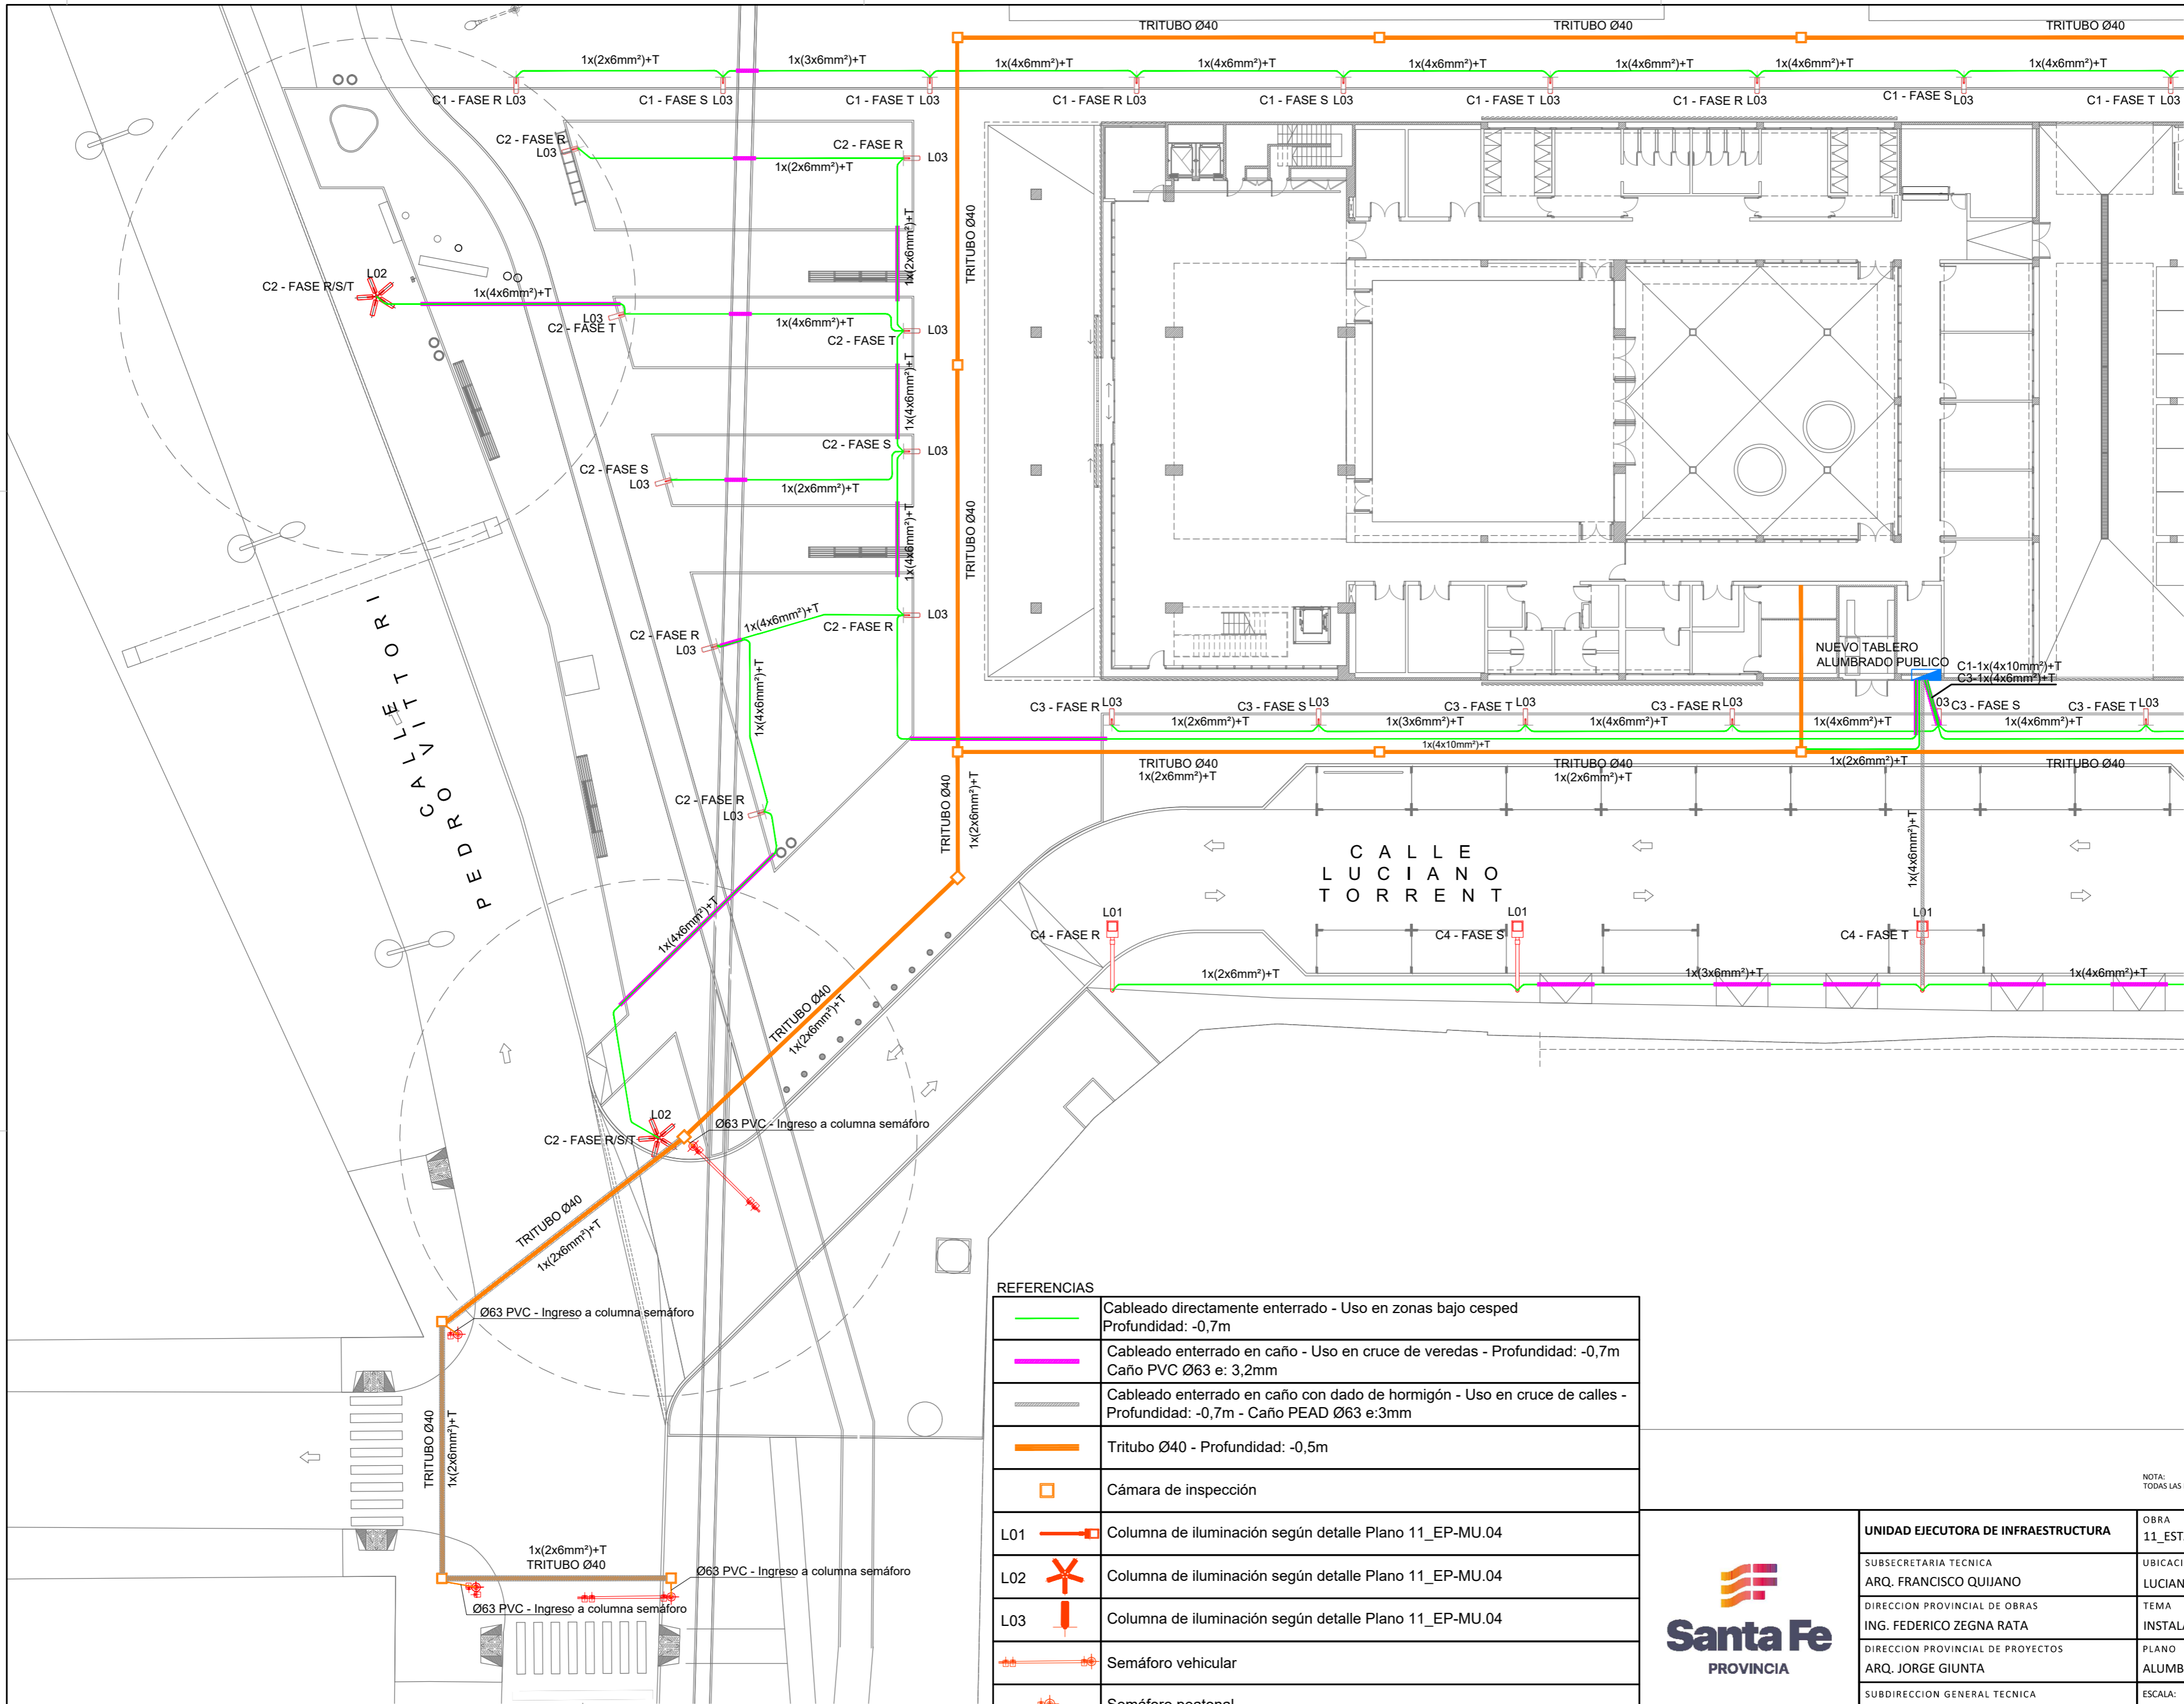 TRITUBO Ø40
TRITUBO Ø40
TRITUBO Ø40
1x(2x6mm²)+T
1x(3x6mm²)+T
1x(4x6mm²)+T
1x(4x6mm²)+T
1x(4x6mm²)+T
1x(4x6mm²)+T
1x(4x6mm²)+T
1x(4x6mm²)+T
C1 - FASE R L03
C1 - FASE S L03
C1 - FASE T L03
C1 - FASE R L03
C1 - FASE S L03
C1 - FASE T L03
C1 - FASE R L03
C1 - FASE S L03
C1 - FASE T L03
C2 - FASE R
L03
C2 - FASE R
L03
1x(2x6mm²)+T
1x(2x6mm²)+T
TRITUBO Ø40
L02
C2 - FASE R/S/T
1x(4x6mm²)+T
L03
C2 - FASE T
1x(4x6mm²)+T
L03
C2 - FASE T
1x(4x6mm²)+T
C2 - FASE S
L03
C2 - FASE S
L03
1x(2x6mm²)+T
1x(4x6mm²)+T
TRITUBO Ø40
1x(4x6mm²)+T
L03
C2 - FASE R
C2 - FASE R
L03
1x(4x6mm²)+T
CALLE
PEDRO VITTORI
NUEVO TABLERO
ALUMBRADO PUBLICO
C1-1x(4x10mm²)+T
C3-1x(4x6mm²)+T
C3 - FASE R L03
C3 - FASE S L03
C3 - FASE T L03
C3 - FASE R L03
03 C3 - FASE S
C3 - FASE T L03
1x(2x6mm²)+T
1x(3x6mm²)+T
1x(4x6mm²)+T
1x(4x6mm²)+T
1x(4x6mm²)+T
1x(4x10mm²)+T
TRITUBO Ø40
1x(2x6mm²)+T
TRITUBO Ø40
1x(2x6mm²)+T
1x(2x6mm²)+T
TRITUBO Ø40
C2 - FASE R
L03
TRITUBO Ø40
1x(2x6mm²)+T
1x(4x6mm²)+T
CALLE
LUCIANO
TORRENT
L01
C4 - FASE R
L01
C4 - FASE S
L01
C4 - FASE T
1x(2x6mm²)+T
1x(3x6mm²)+T
1x(4x6mm²)+T
1x(4x6mm²)+T
TRITUBO Ø40
1x(2x6mm²)+T
L02
C2 - FASE R/S/T
Ø63 PVC - Ingreso a columna semáforo
TRITUBO Ø40
1x(2x6mm²)+T
Ø63 PVC - Ingreso a columna semáforo
TRITUBO Ø40
1x(2x6mm²)+T
1x(2x6mm²)+T
TRITUBO Ø40
Ø63 PVC - Ingreso a columna semáforo
Ø63 PVC - Ingreso a columna semáforo
REFERENCIAS
Cableado directamente enterrado - Uso en zonas bajo cesped
Profundidad: -0,7m
Cableado enterrado en caño - Uso en cruce de veredas - Profundidad: -0,7m
Caño PVC Ø63 e: 3,2mm
Cableado enterrado en caño con dado de hormigón - Uso en cruce de calles -
Profundidad: -0,7m - Caño PEAD Ø63 e:3mm
Tritubo Ø40 - Profundidad: -0,5m
Cámara de inspección
L01 Columna de iluminación según detalle Plano 11_EP-MU.04
L02 Columna de iluminación según detalle Plano 11_EP-MU.04
L03 Columna de iluminación según detalle Plano 11_EP-MU.04
Semáforo vehicular
Semáforo peatonal
NOTA:
TODAS LAS
Santa Fe
PROVINCIA
UNIDAD EJECUTORA DE INFRAESTRUCTURA
SUBSECRETARIA TECNICA
ARQ. FRANCISCO QUIJANO
DIRECCION PROVINCIAL DE OBRAS
ING. FEDERICO ZEGNA RATA
DIRECCION PROVINCIAL DE PROYECTOS
ARQ. JORGE GIUNTA
SUBDIRECCION GENERAL TECNICA
OBRA
11_EST
UBICACI
LUCIAN
TEMA
INSTAL
PLANO
ALUMB
ESCALA: